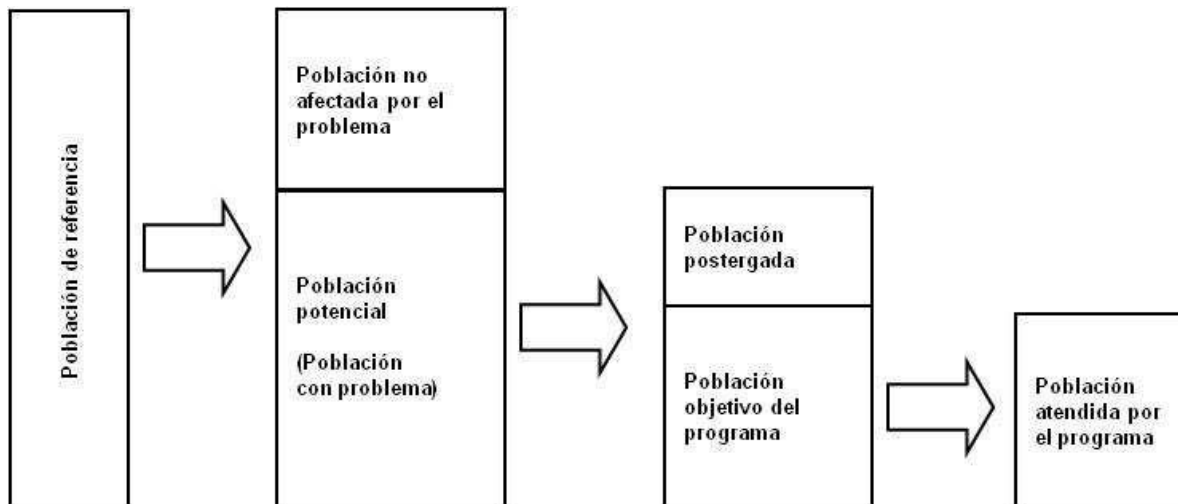 Población de referencia
Población no
afectada por el
problema
Población
potencial
(Población
con problema)
Población
postergada
Población
objetivo del
programa
Población
atendida por
el programa